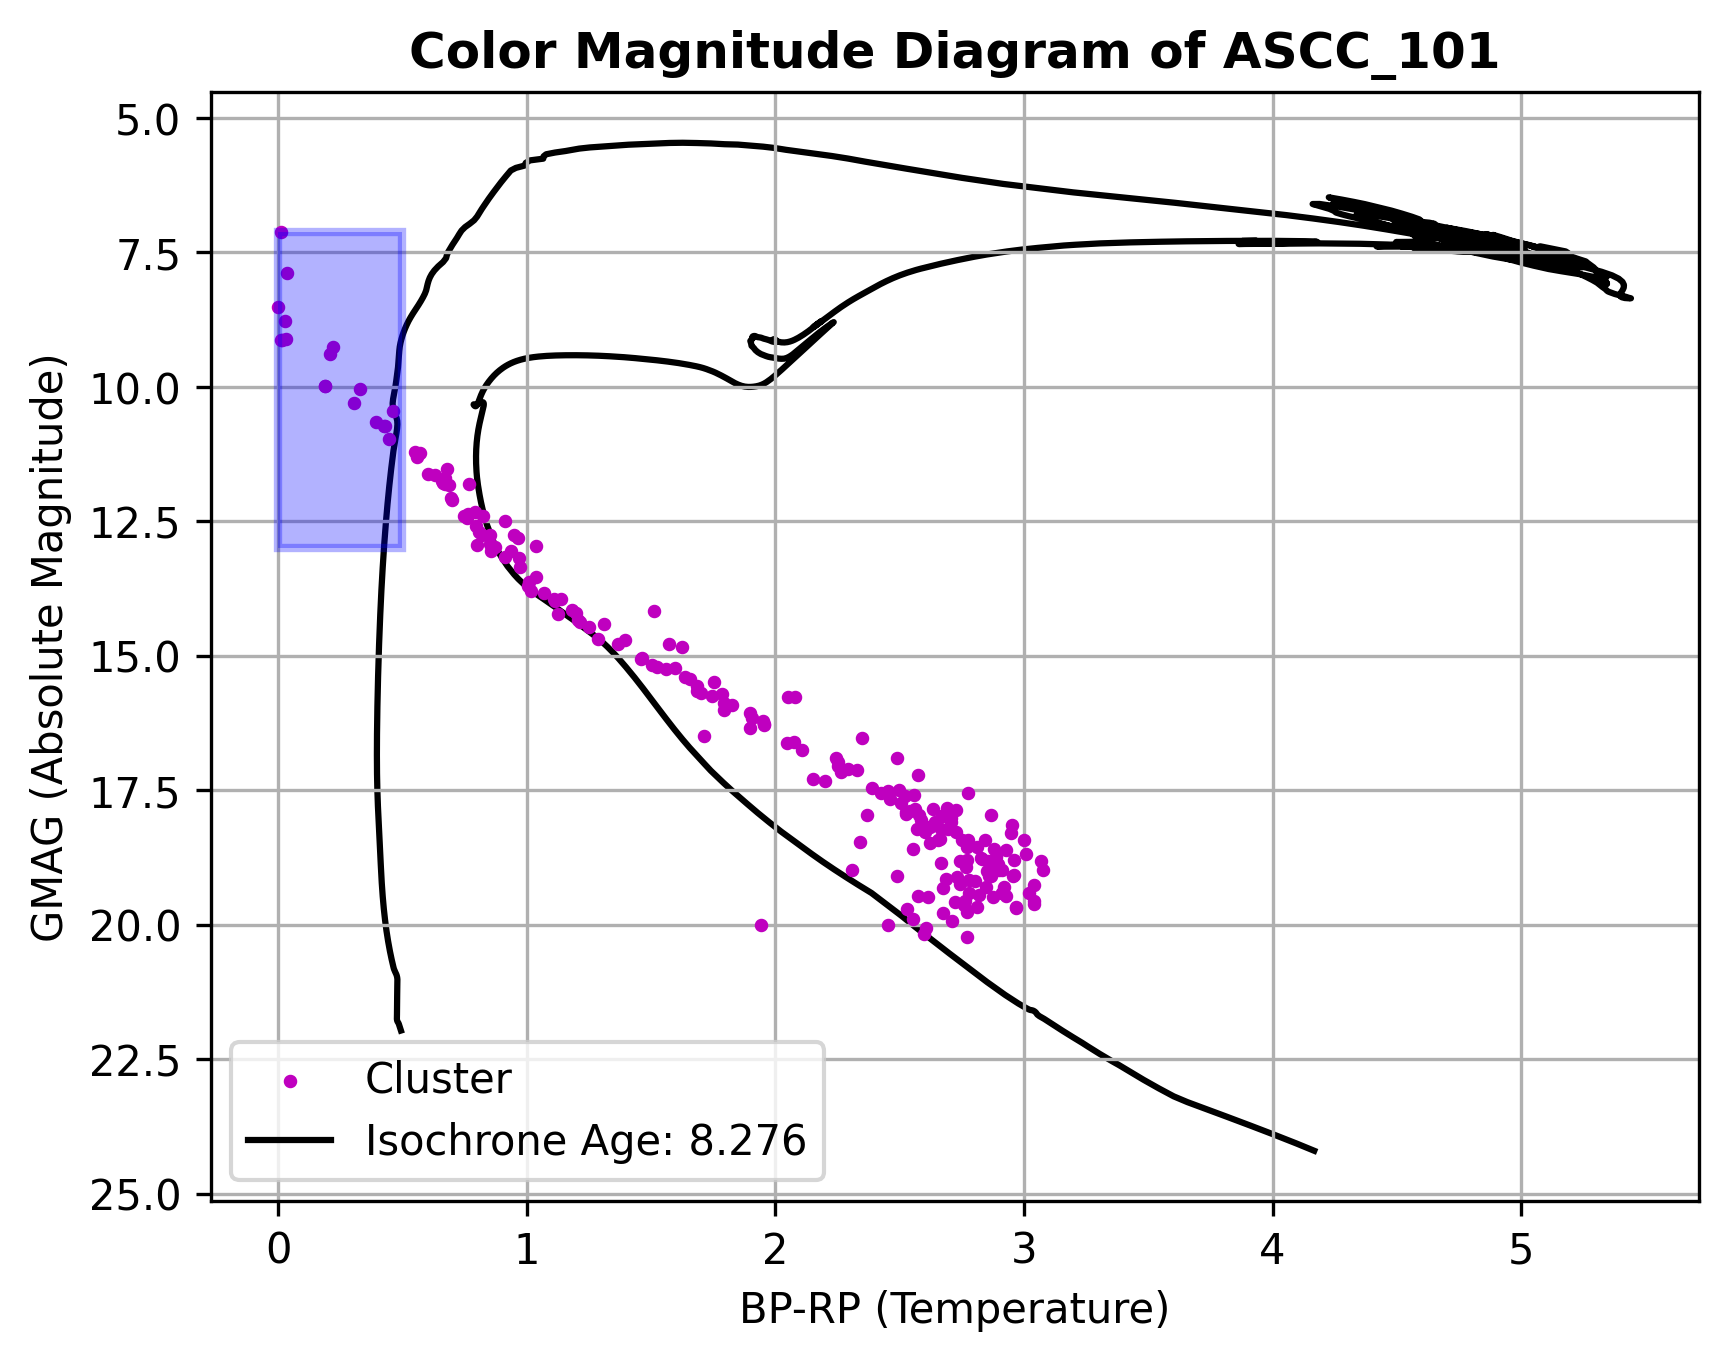 Color Magnitude Diagram of ASCC_101
GMAG (Absolute Magnitude)
5.0
7.5
10.0
12.5
15.0
17.5
20.0
22.5
25.0
Cluster
Isochrone Age: 8.276
0 1 2 3 4 5
BP-RP (Temperature)